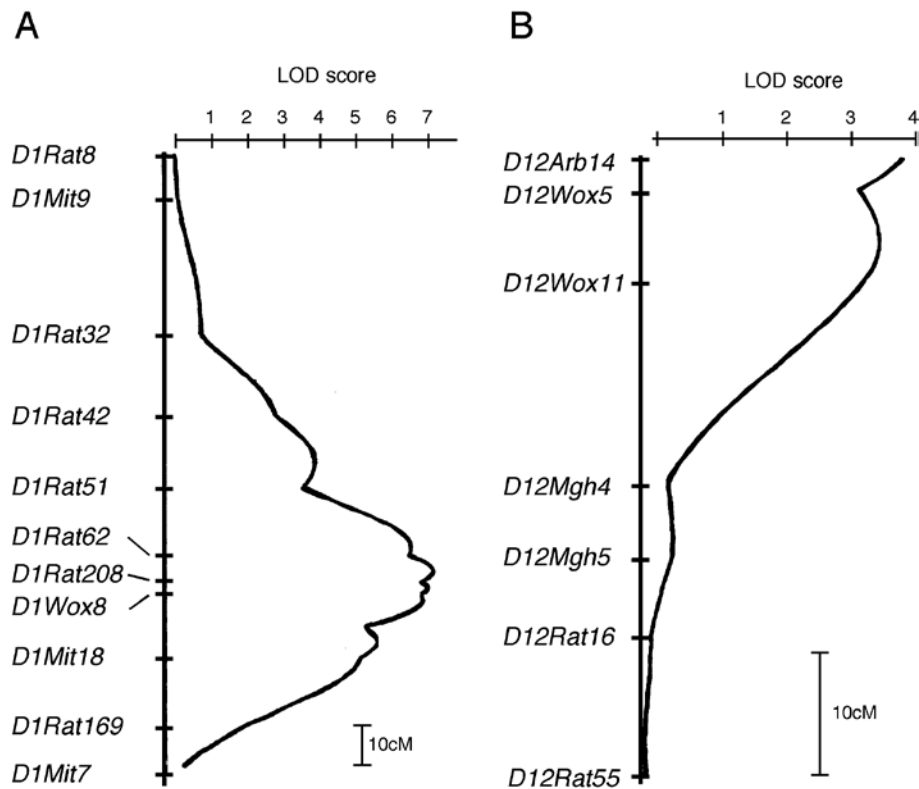 A
LOD score
1 2 3 4 5 6 7
D1Rat8
D1Mit9
D1Rat32
D1Rat42
D1Rat51
D1Rat62
D1Rat208
D1Wox8
D1Mit18
D1Rat169
D1Mit7
10cM
B
LOD score
0 1 2 3 4
D12Arb14
D12Wox5
D12Wox11
D12Mgh4
D12Mgh5
D12Rat16
D12Rat55
10cM